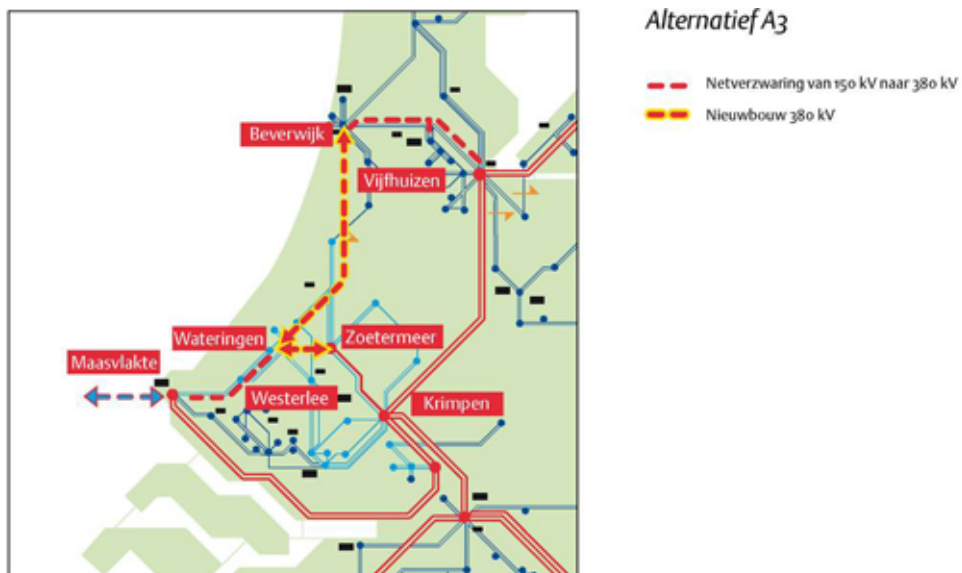 Alternatief A3
Netverzwaring van 150 kV naar 380 kV
Nieuwbouw 380 kV
Beverwijk
Vijfhuizen
Wateringen
Zoetermeer
Maasvlakte
Westerlee
Krimpen